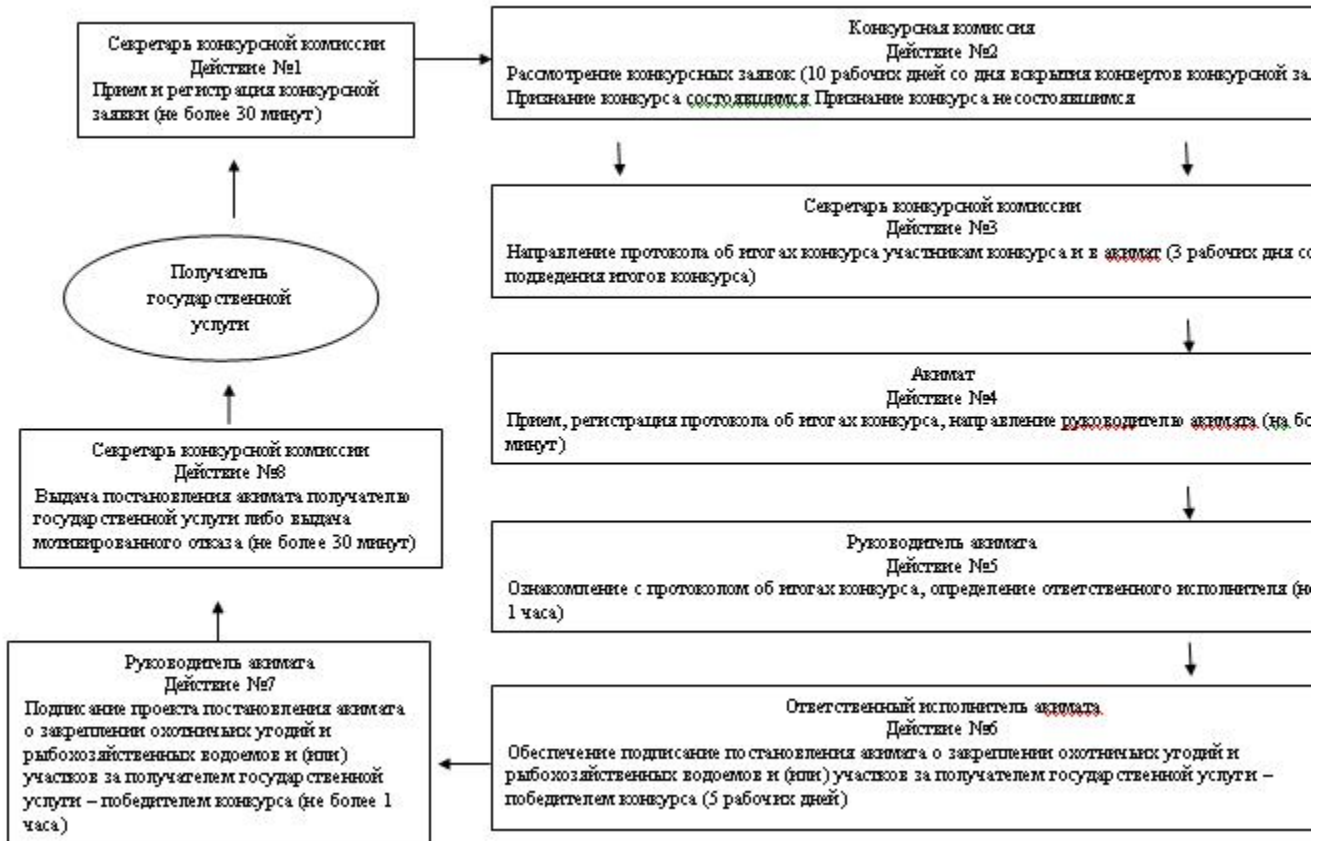 Секретарь конкурсной комиссии
Действие №1
Прием и регистрация конкурсной
заявки (не более 30 минут)
Конкурсная комиссия
Действие №2
Рассмотрение конкурсных заявок (10 рабочих дней со дня вскрытия конвертов конкурсной
Признание конкурса состоявшимся Признание конкурса несостоявшимся
Секретарь конкурсной комиссии
Действие №3
Направление протокола об итогах конкурса участникам конкурса и в акимат (3 рабочих дня со
подведения итогов конкурса)
Получатель
государственной
услуги
Акимат
Действие №4
Прием, регистрация протокола об итогах конкурса, направление руководителю акимата (на
минут)
Секретарь конкурсной комиссии
Действие №8
Выдача постановления акимата получателю
государственной услуги либо выдача
мотивированного отказа (не более 30 минут)
Руководитель акимата
Действие №5
Ознакомление с протоколом об итогах конкурса, определение ответственного исполнителя (не
1 часа)
Ответственный исполнитель акимата
Действие №6
Обеспечение подписание постановления акимата о закреплении охотничьих угодий и
рыбохозяйственных водоемов и (или) участков за получателем государственной услуги –
победителем конкурса (5 рабочих дней)
Руководитель акимата
Действие №7
Подписание проекта постановления акимата
о закреплении охотничьих угодий и
рыбохозяйственных водоемов и (или)
участков за получателем государственной
услуги – победителем конкурса (не более 1
часа)